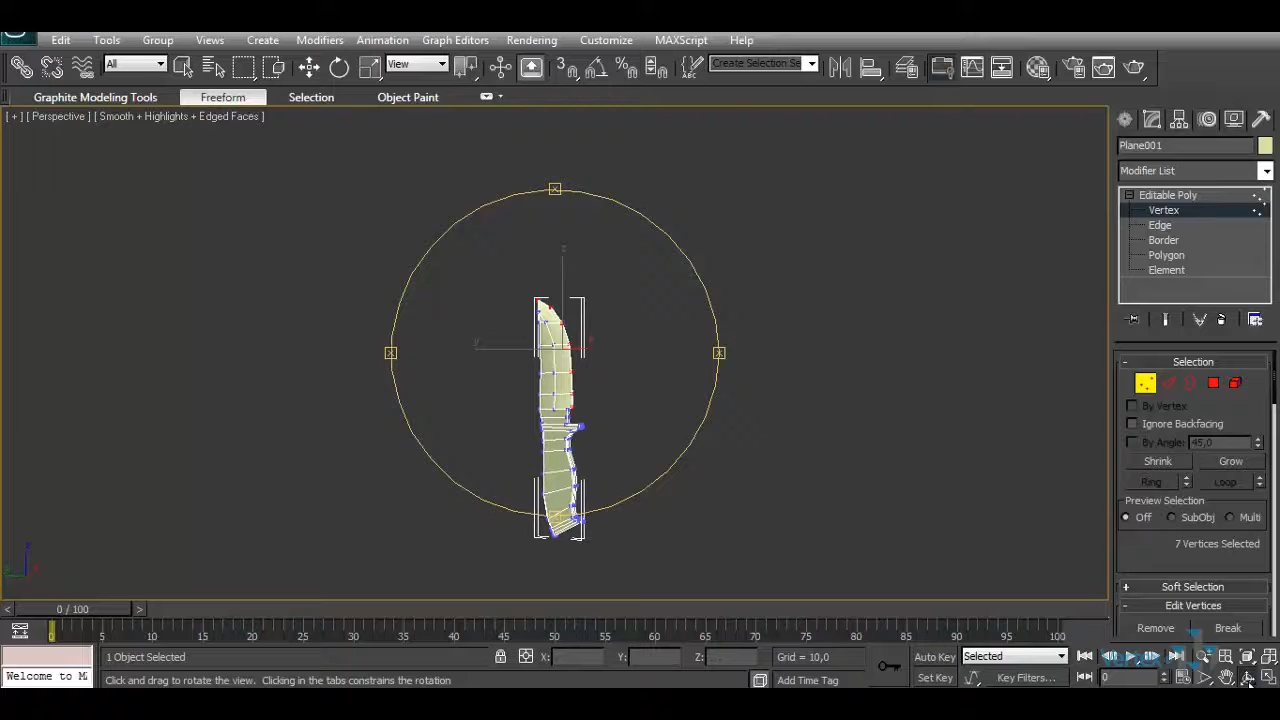 Edit Tools Group Views Create Modifiers Animation Graph Editors Rendering Customize MAXScript Help
All View Create Selection Se
Graphite Modeling Tools Freeform Selection Object Paint
[ + ] [ Perspective ] [ Smooth + Highlights + Edged Faces ]
Plane001
Modifier List
Editable Poly
Vertex
Edge
Border
Polygon
Element
- Selection
By Vertex
Ignore Backfacing
By Angle: 45,0
Shrink Grow
Ring Loop
Preview Selection
Off SubObj Multi
7 Vertices Selected
+ Soft Selection
- Edit Vertices
Remove Break
< 0 / 100 >
0 5 10 15 20 25 30 35 40 45 50 55 60 65 70 75 80 85 90 95 100
1 Object Selected X: Y: Z: Grid = 10,0 Auto Key Selected
Welcome to M Click and drag to rotate the view. Clicking in the tabs constrains the rotation Add Time Tag Set Key Key Filters... 0